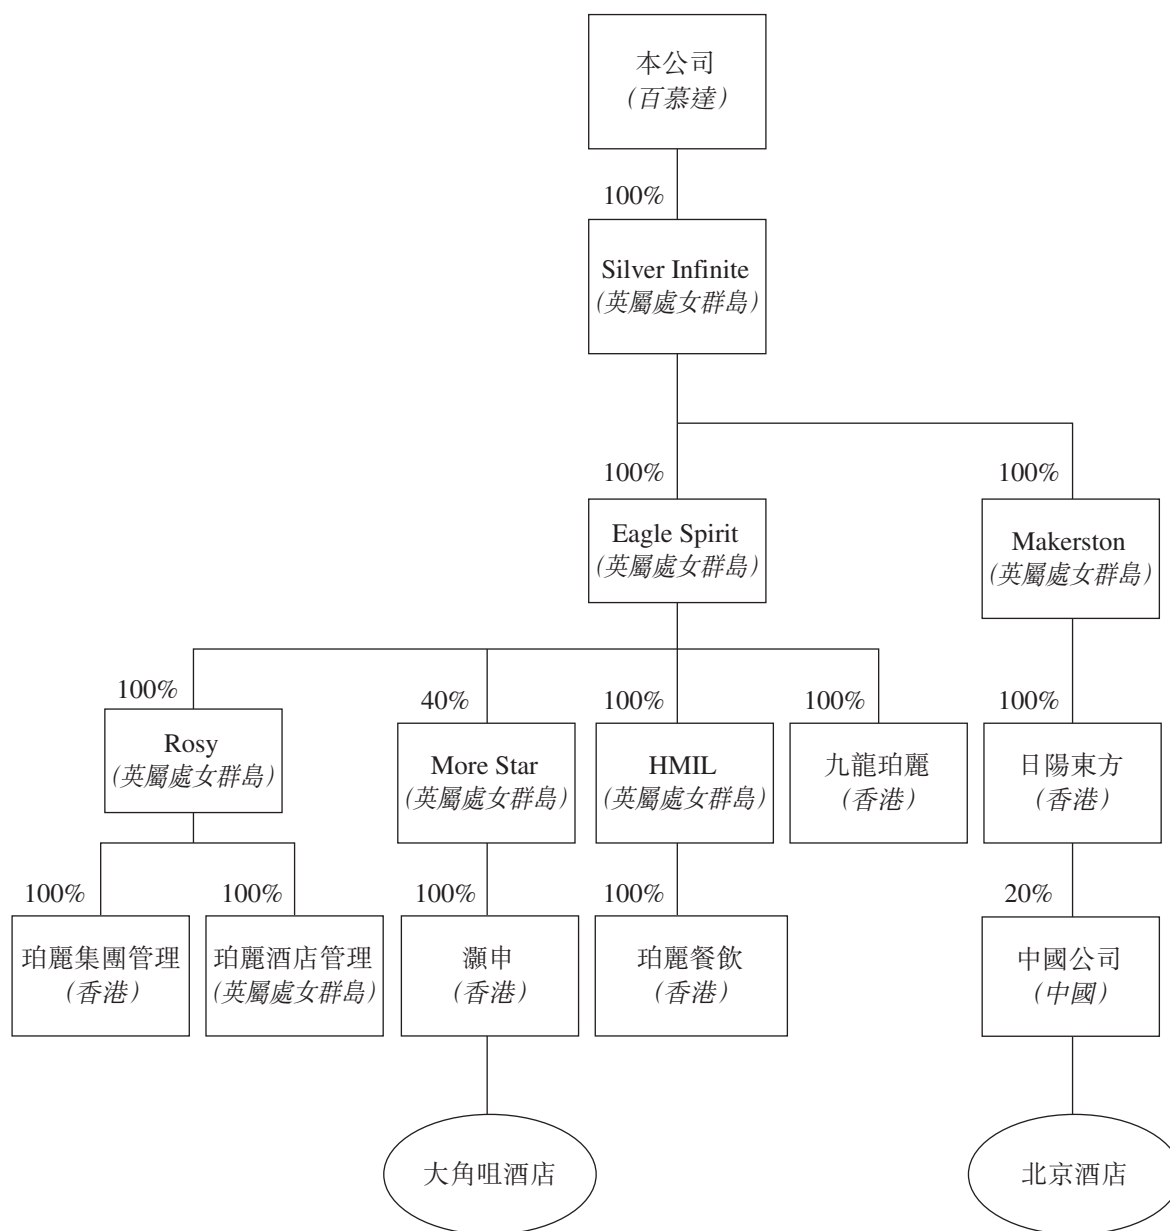 本公司
(百慕達)
100%
Silver Infinite
(英屬處女群島)
100%
100%
Eagle Spirit
(英屬處女群島)
Makerston
(英屬處女群島)
100%
40%
100%
100%
100%
Rosy
(英屬處女群島)
More Star
(英屬處女群島)
HMIL
(英屬處女群島)
九龍珀麗
(香港)
日陽東方
(香港)
100%
100%
100%
100%
20%
珀麗集團管理
(香港)
珀麗酒店管理
(英屬處女群島)
灝申
(香港)
珀麗餐飲
(香港)
中國公司
(中國)
大角咀酒店
北京酒店